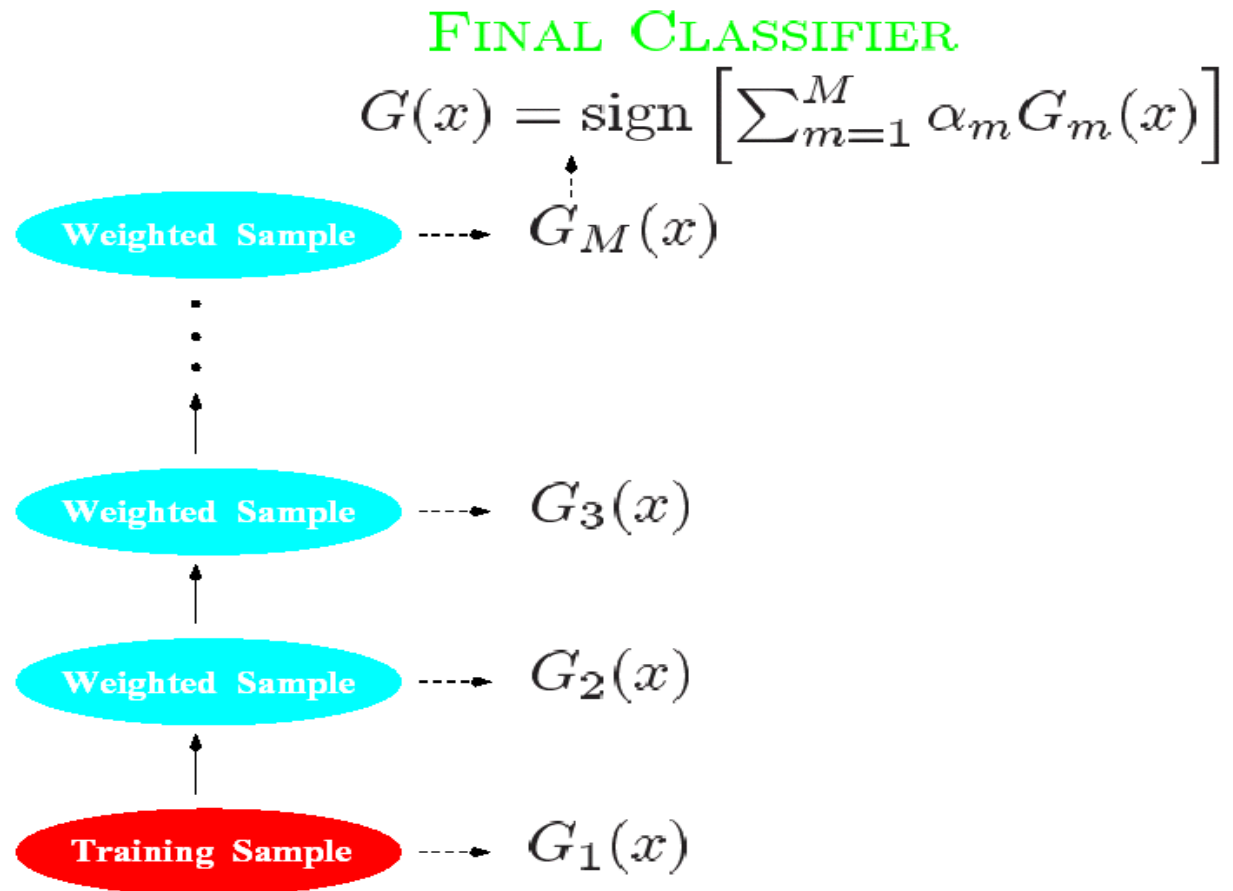 FINAL CLASSIFIER
G(x) = sign [∑_{m=1}^{M} α_m G_m(x)]
Weighted Sample G_M(x)
Weighted Sample G_3(x)
Weighted Sample G_2(x)
Training Sample G_1(x)